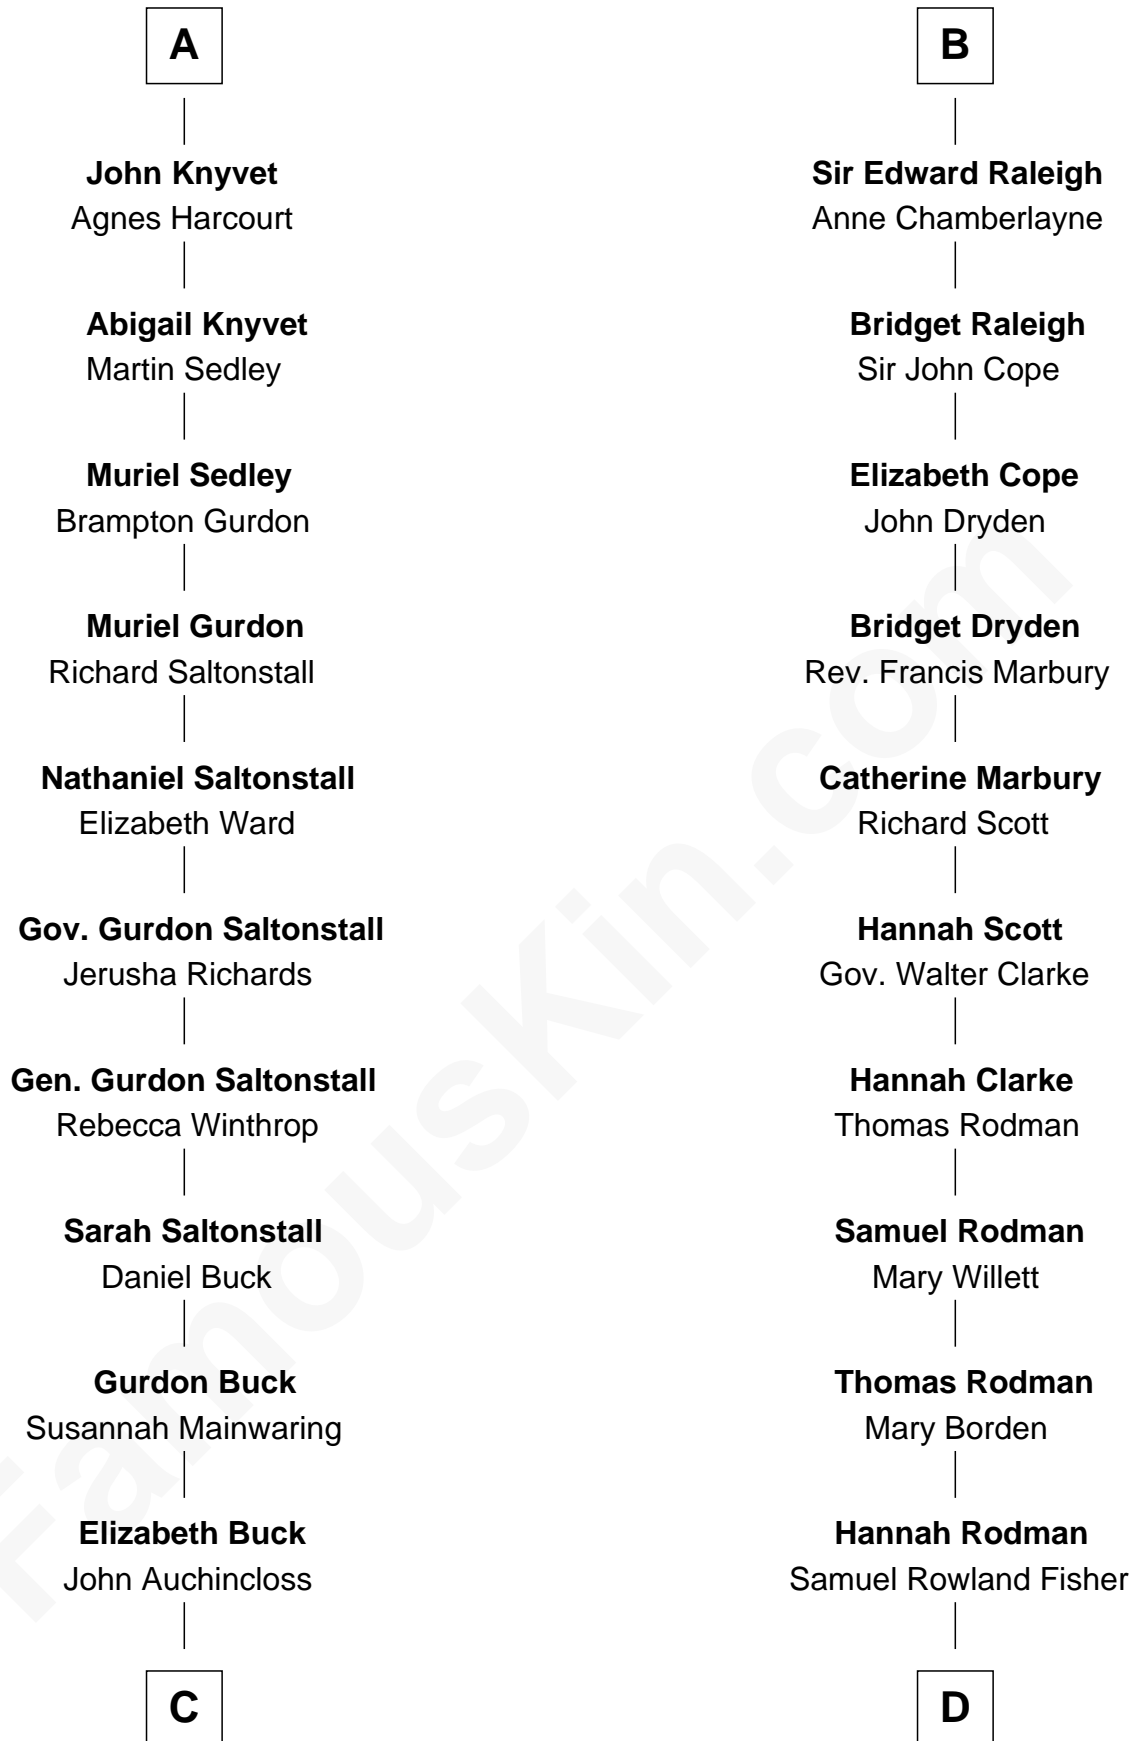 A
John Knyvet
Agnes Harcourt
Abigail Knyvet
Martin Sedley
Muriel Sedley
Brampton Gurdon
Muriel Gurdon
Richard Saltonstall
Nathaniel Saltonstall
Elizabeth Ward
Gov. Gurdon Saltonstall
Jerusha Richards
Gen. Gurdon Saltonstall
Rebecca Winthrop
Sarah Saltonstall
Daniel Buck
Gurdon Buck
Susannah Mainwaring
Elizabeth Buck
John Auchincloss
C
B
Sir Edward Raleigh
Anne Chamberlayne
Bridget Raleigh
Sir John Cope
Elizabeth Cope
John Dryden
Bridget Dryden
Rev. Francis Marbury
Catherine Marbury
Richard Scott
Hannah Scott
Gov. Walter Clarke
Hannah Clarke
Thomas Rodman
Samuel Rodman
Mary Willett
Thomas Rodman
Mary Borden
Hannah Rodman
Samuel Rowland Fisher
D
FamousKin.com